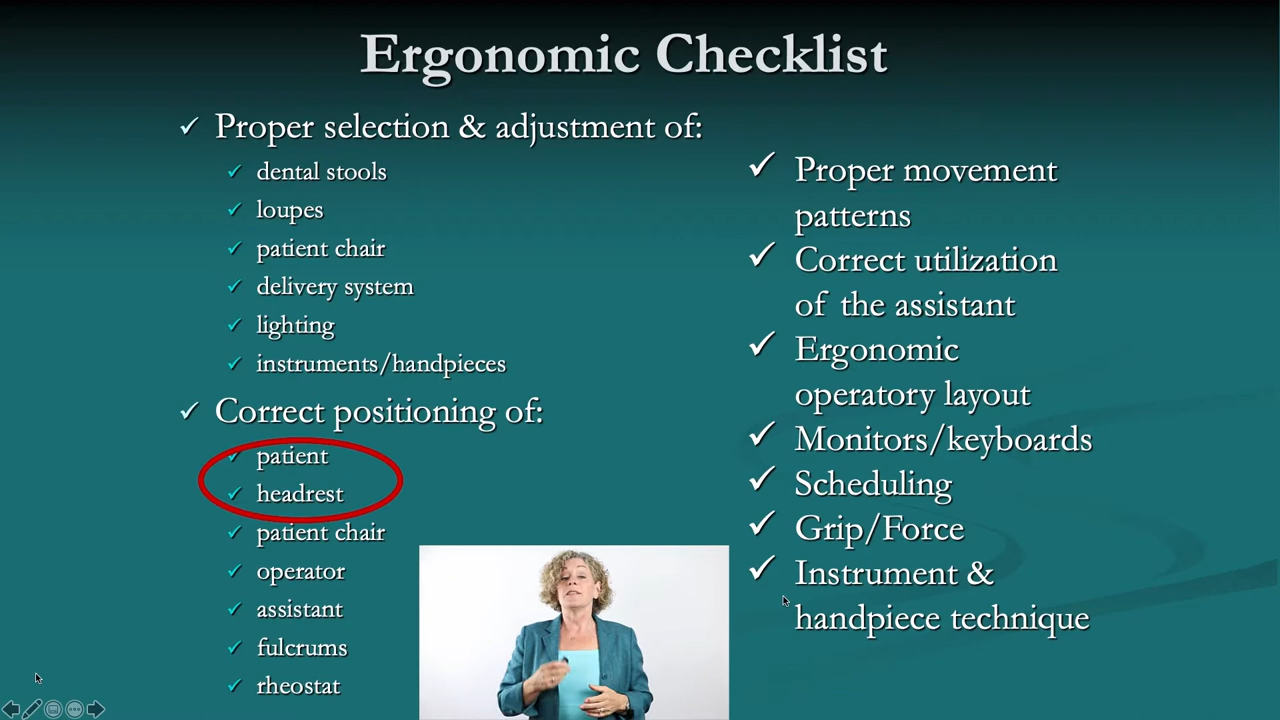 Ergonomic Checklist
Proper selection & adjustment of:
dental stools
loupes
patient chair
delivery system
lighting
instruments/handpieces
Correct positioning of:
patient
headrest
patient chair
operator
assistant
fulcrums
rheostat
Proper movement
patterns
Correct utilization
of the assistant
Ergonomic
operatory layout
Monitors/keyboards
Scheduling
Grip/Force
Instrument &
handpiece technique